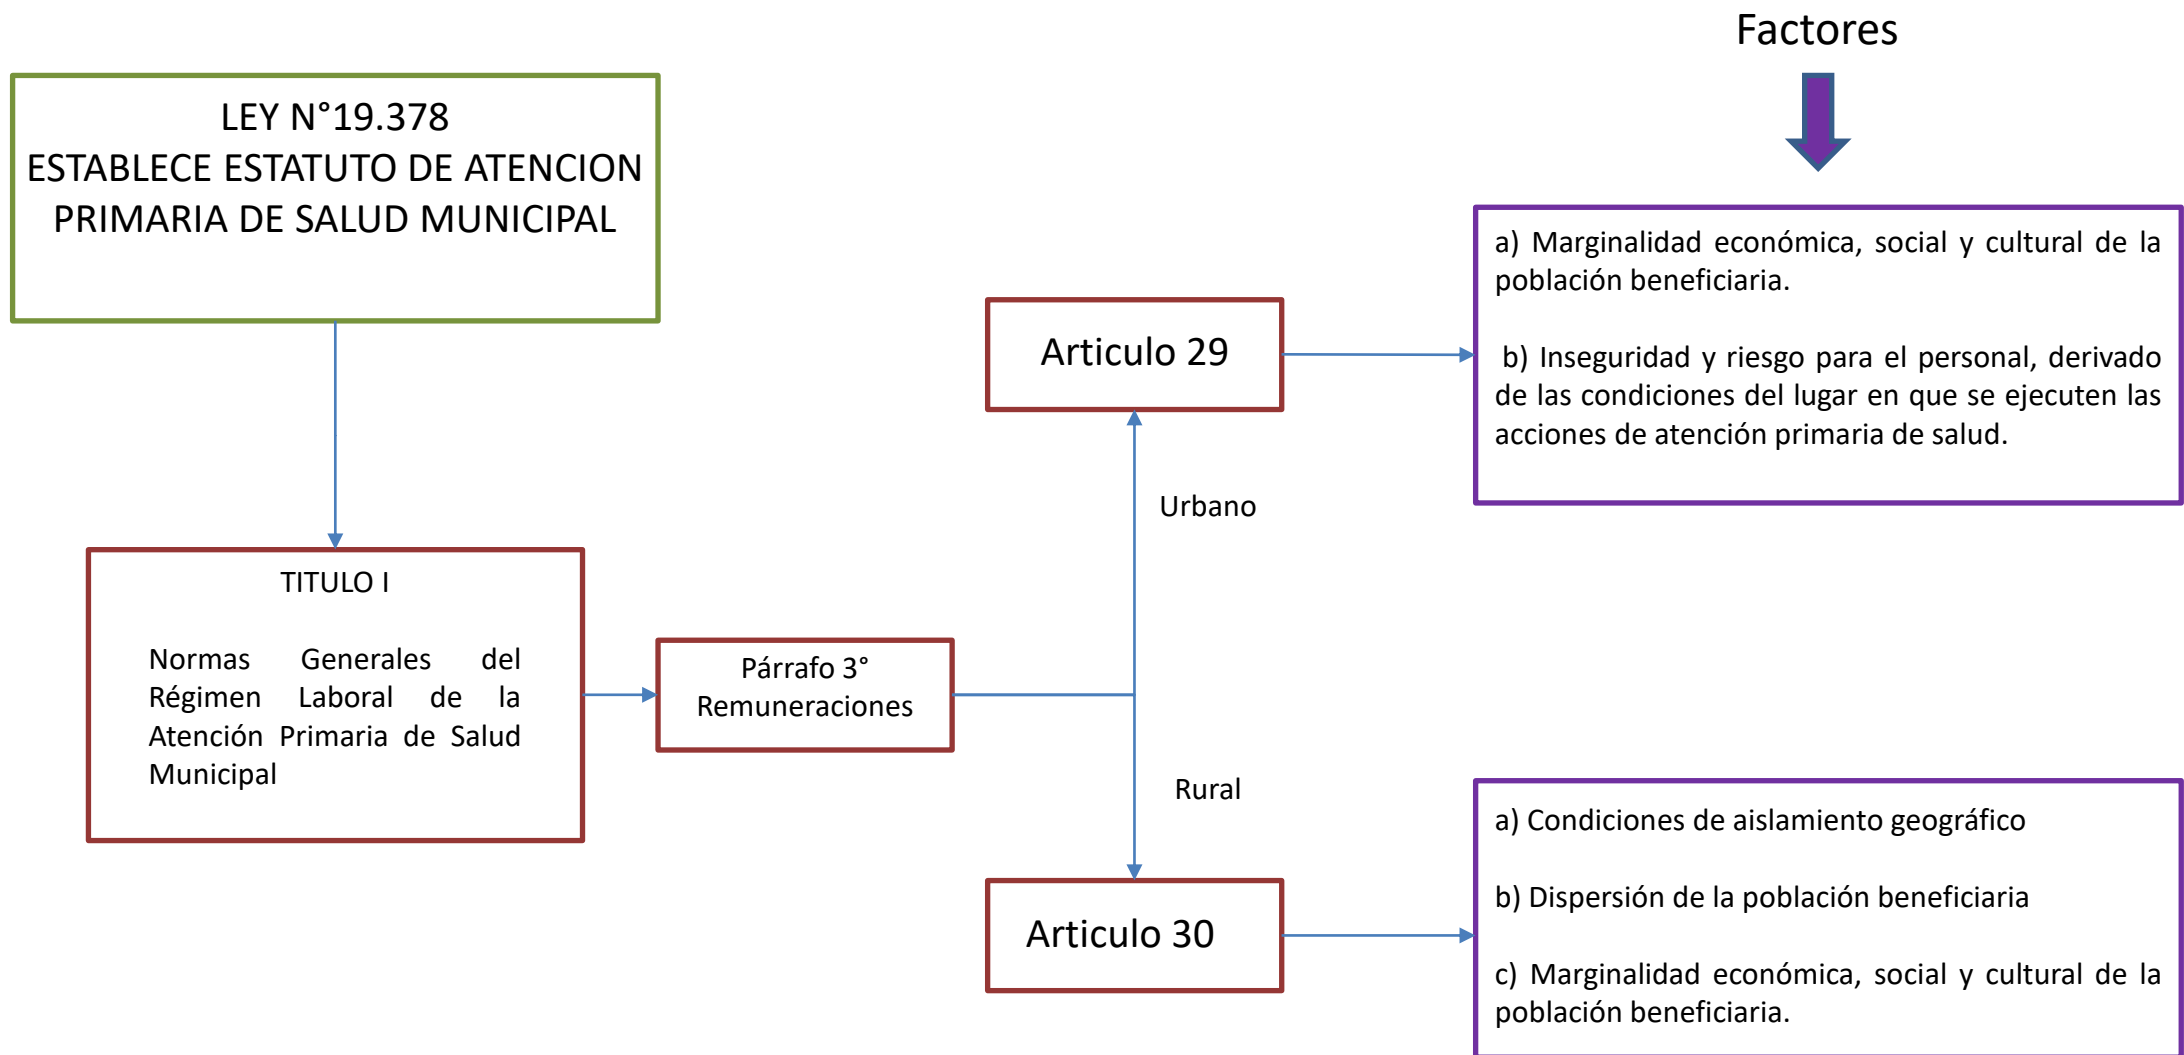 Factores
LEY N°19.378
ESTABLECE ESTATUTO DE ATENCION
PRIMARIA DE SALUD MUNICIPAL
a) Marginalidad económica, social y cultural de la
población beneficiaria.
b) Inseguridad y riesgo para el personal, derivado
de las condiciones del lugar en que se ejecuten las
acciones de atención primaria de salud.
Articulo 29
Urbano
TITULO I
Normas Generales del
Régimen Laboral de la
Atención Primaria de Salud
Municipal
Párrafo 3°
Remuneraciones
Rural
Articulo 30
a) Condiciones de aislamiento geográfico
b) Dispersión de la población beneficiaria
c) Marginalidad económica, social y cultural de la
población beneficiaria.